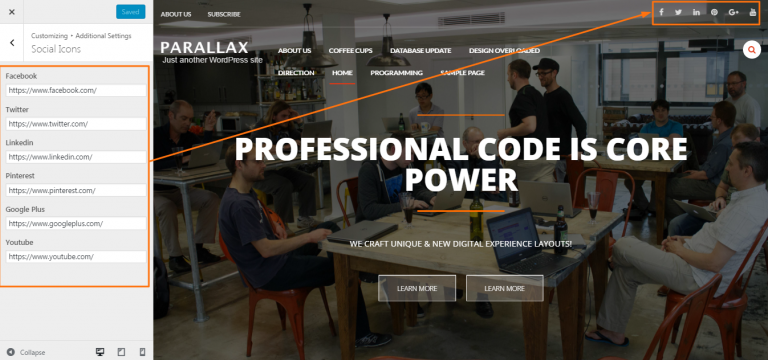 Saved
Customizing • Additional Settings
Social Icons
Facebook
https://www.facebook.com/
Twitter
https://www.twitter.com/
Linkedin
https://www.linkedin.com/
Pinterest
https://www.pinterest.com/
Google Plus
https://www.googleplus.com/
Youtube
https://www.youtube.com/
Collapse
ABOUT US SUBSCRIBE
PARALLAX
Just another WordPress site
ABOUT US COFFEE CUPS DATABASE UPDATE DESIGN OVERLOADED
DIRECTION HOME PROGRAMMING SAMPLE PAGE
PROFESSIONAL CODE IS CORE
POWER
WE CRAFT UNIQUE & NEW DIGITAL EXPERIENCE LAYOUTS!
LEARN MORE LEARN MORE